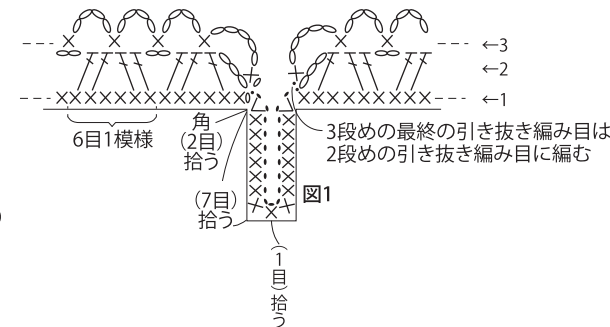 ←3
←2
←1
6目1模様
角
(2目)
拾う
3段めの最終の引き抜き編み目は
2段めの引き抜き編み目に編む
(7目)
拾う
図1
(1目)拾う
)